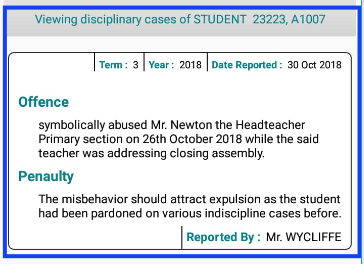 Viewing disciplinary cases of STUDENT 23223, A1007
Term : 3 Year : 2018 Date Reported : 30 Oct 2018
Offence
symbolically abused Mr. Newton the Headteacher
Primary section on 26th October 2018 while the said
teacher was addressing closing assembly.
Penaulty
The misbehavior should attract expulsion as the student
had been pardoned on various indiscipline cases before.
Reported By : Mr. WYCLIFFE